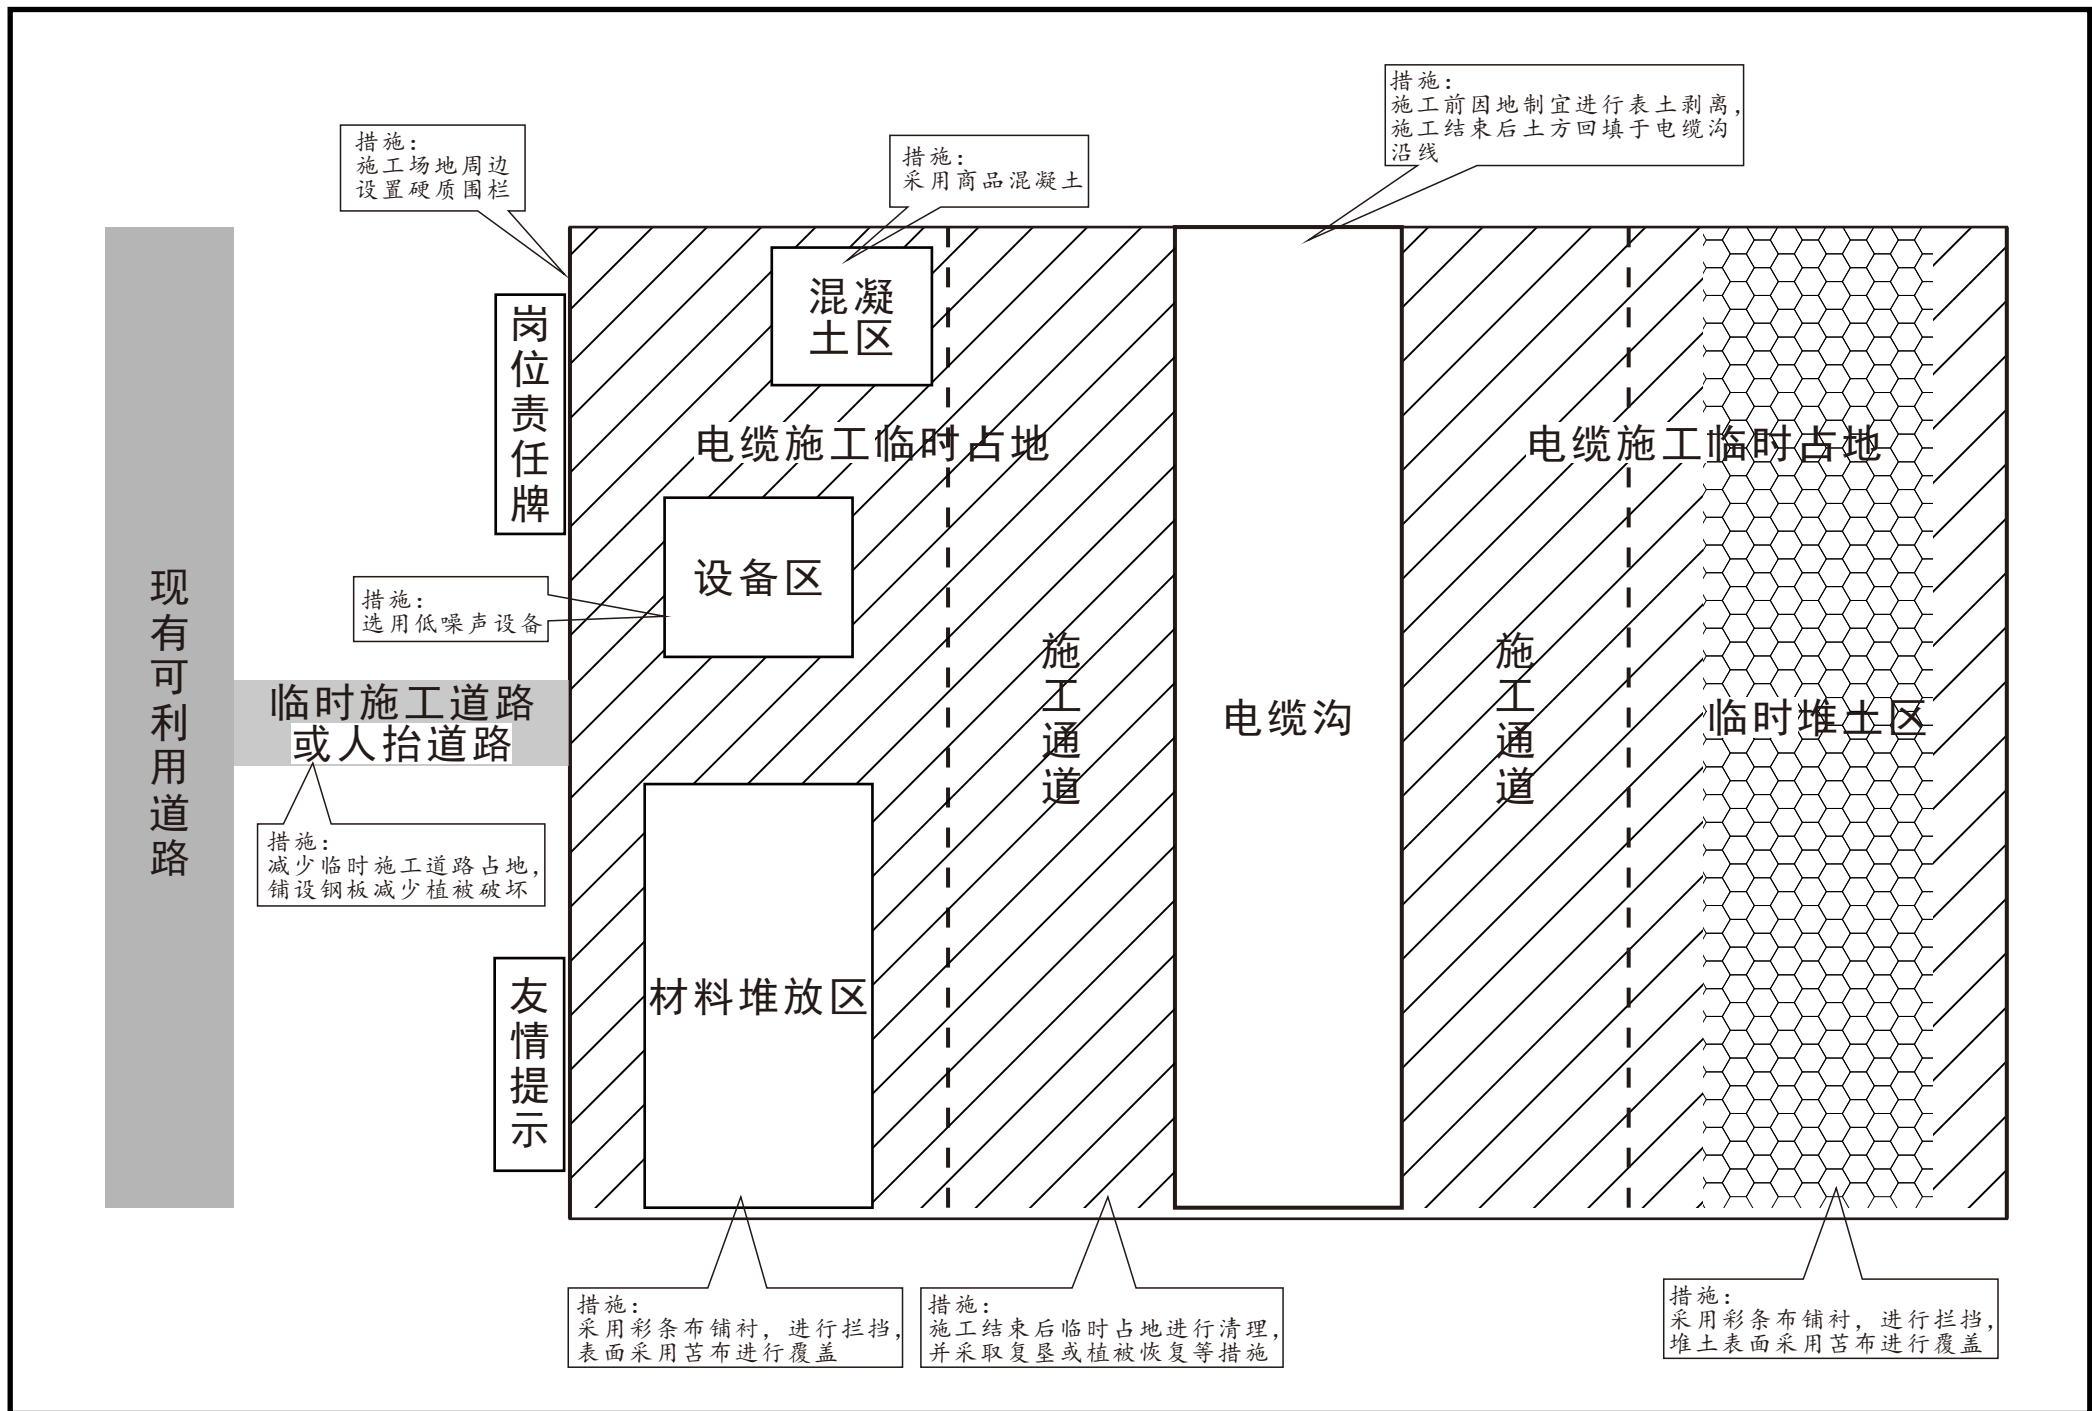 措施：
施工前因地制宜进行表土剥离，
施工结束后土方回填于电缆沟
沿线
措施：
施工场地周边
设置硬质围栏
措施：
采用商品混凝土
混凝
土区
岗位责任牌
电缆施工临时占地
电缆施工临时占地
设备区
措施：
选用低噪声设备
现有可利用道路
临时施工道路
或人抬道路
施工通道
电缆沟
施工通道
临时堆土区
措施：
减少临时施工道路占地，
铺设钢板减少植被破坏
友情提示
材料堆放区
措施：
采用彩条布铺衬，进行拦挡，
表面采用苫布进行覆盖
措施：
施工结束后临时占地进行清理，
并采取复垦或植被恢复等措施
措施：
采用彩条布铺衬，进行拦挡，
堆土表面采用苫布进行覆盖